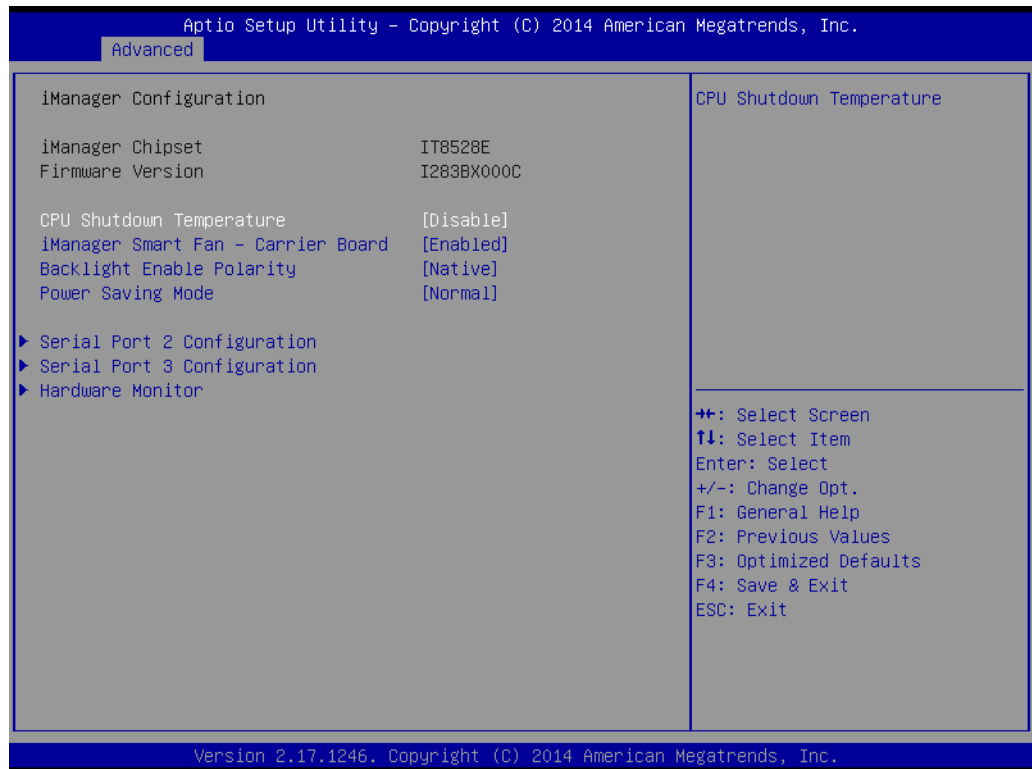 Aptio Setup Utility – Copyright (C) 2014 American Megatrends, Inc.
Advanced
iManager Configuration
iManager Chipset IT8528E
Firmware Version I283BX000C
CPU Shutdown Temperature [Disable]
iManager Smart Fan – Carrier Board [Enabled]
Backlight Enable Polarity [Native]
Power Saving Mode [Normal]
▶ Serial Port 2 Configuration
▶ Serial Port 3 Configuration
▶ Hardware Monitor
CPU Shutdown Temperature
→←: Select Screen
↑↓: Select Item
Enter: Select
+/-: Change Opt.
F1: General Help
F2: Previous Values
F3: Optimized Defaults
F4: Save & Exit
ESC: Exit
Version 2.17.1246. Copyright (C) 2014 American Megatrends, Inc.